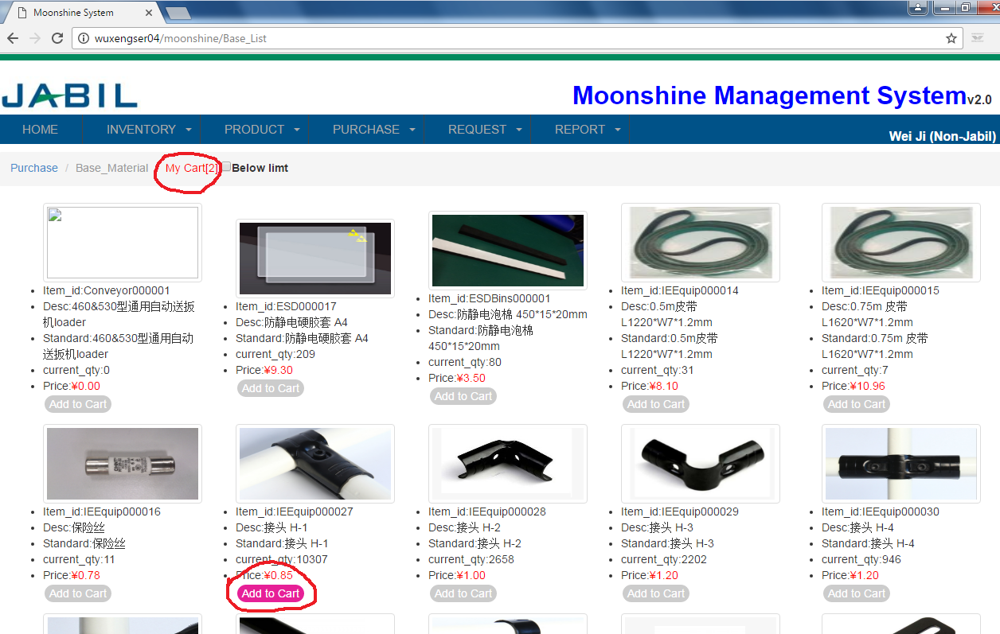 Moonshine System
wuxengser04/moonshine/Base_List
JABIL
Moonshine Management Systemv2.0
HOME INVENTORY PRODUCT PURCHASE REQUEST REPORT
Wei Ji (Non-Jabil)
Purchase / Base_Material My Cart[2] Below limt
Item_id:Conveyor000001
Desc:460&530型通用自动送扳
机loader
Standard:460&530型通用自动
送扳机loader
current_qty:0
Price:¥0.00
Add to Cart
Item_id:ESD000017
Desc:防静电硬胶套 A4
Standard:防静电硬胶套 A4
current_qty:209
Price:¥9.30
Add to Cart
Item_id:ESDBins000001
Desc:防静电泡棉 450*15*20mm
Standard:防静电泡棉
450*15*20mm
current_qty:80
Price:¥3.50
Add to Cart
Item_id:IEEquip000014
Desc:0.5m皮带
L1220*W7*1.2mm
Standard:0.5m皮带
L1220*W7*1.2mm
current_qty:31
Price:¥8.10
Add to Cart
Item_id:IEEquip000015
Desc:0.75m 皮带
L1620*W7*1.2mm
Standard:0.75m 皮带
L1620*W7*1.2mm
current_qty:7
Price:¥10.96
Add to Cart
Item_id:IEEquip000016
Desc:保险丝
Standard:保险丝
current_qty:11
Price:¥0.78
Add to Cart
Item_id:IEEquip000027
Desc:接头 H-1
Standard:接头 H-1
current_qty:10307
Price:¥0.85
Add to Cart
Item_id:IEEquip000028
Desc:接头 H-2
Standard:接头 H-2
current_qty:2658
Price:¥1.00
Add to Cart
Item_id:IEEquip000029
Desc:接头 H-3
Standard:接头 H-3
current_qty:2202
Price:¥1.20
Add to Cart
Item_id:IEEquip000030
Desc:接头 H-4
Standard:接头 H-4
current_qty:946
Price:¥1.20
Add to Cart